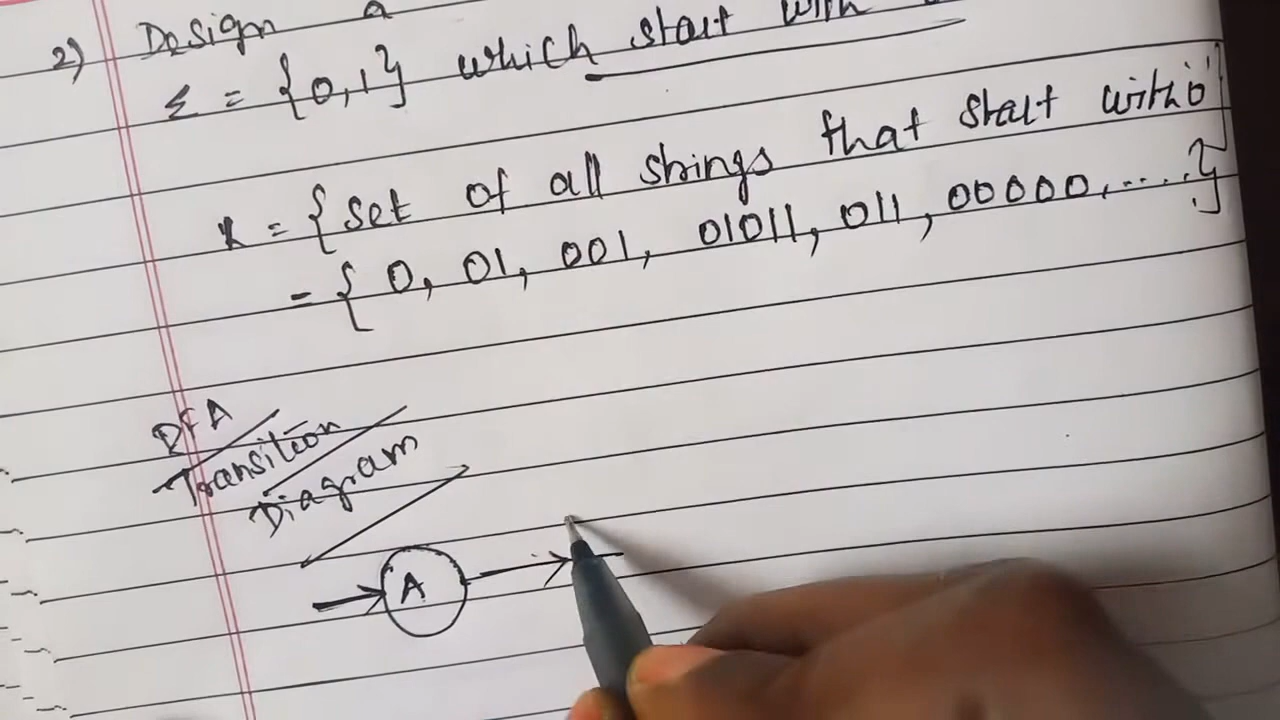 2) Design a
Σ = {0,1} which start with
L = {set of all strings that start with '0'}
= { 0, 01, 001, 01011, 011, 00000, .....}
DFA
Transition
Diagram
A